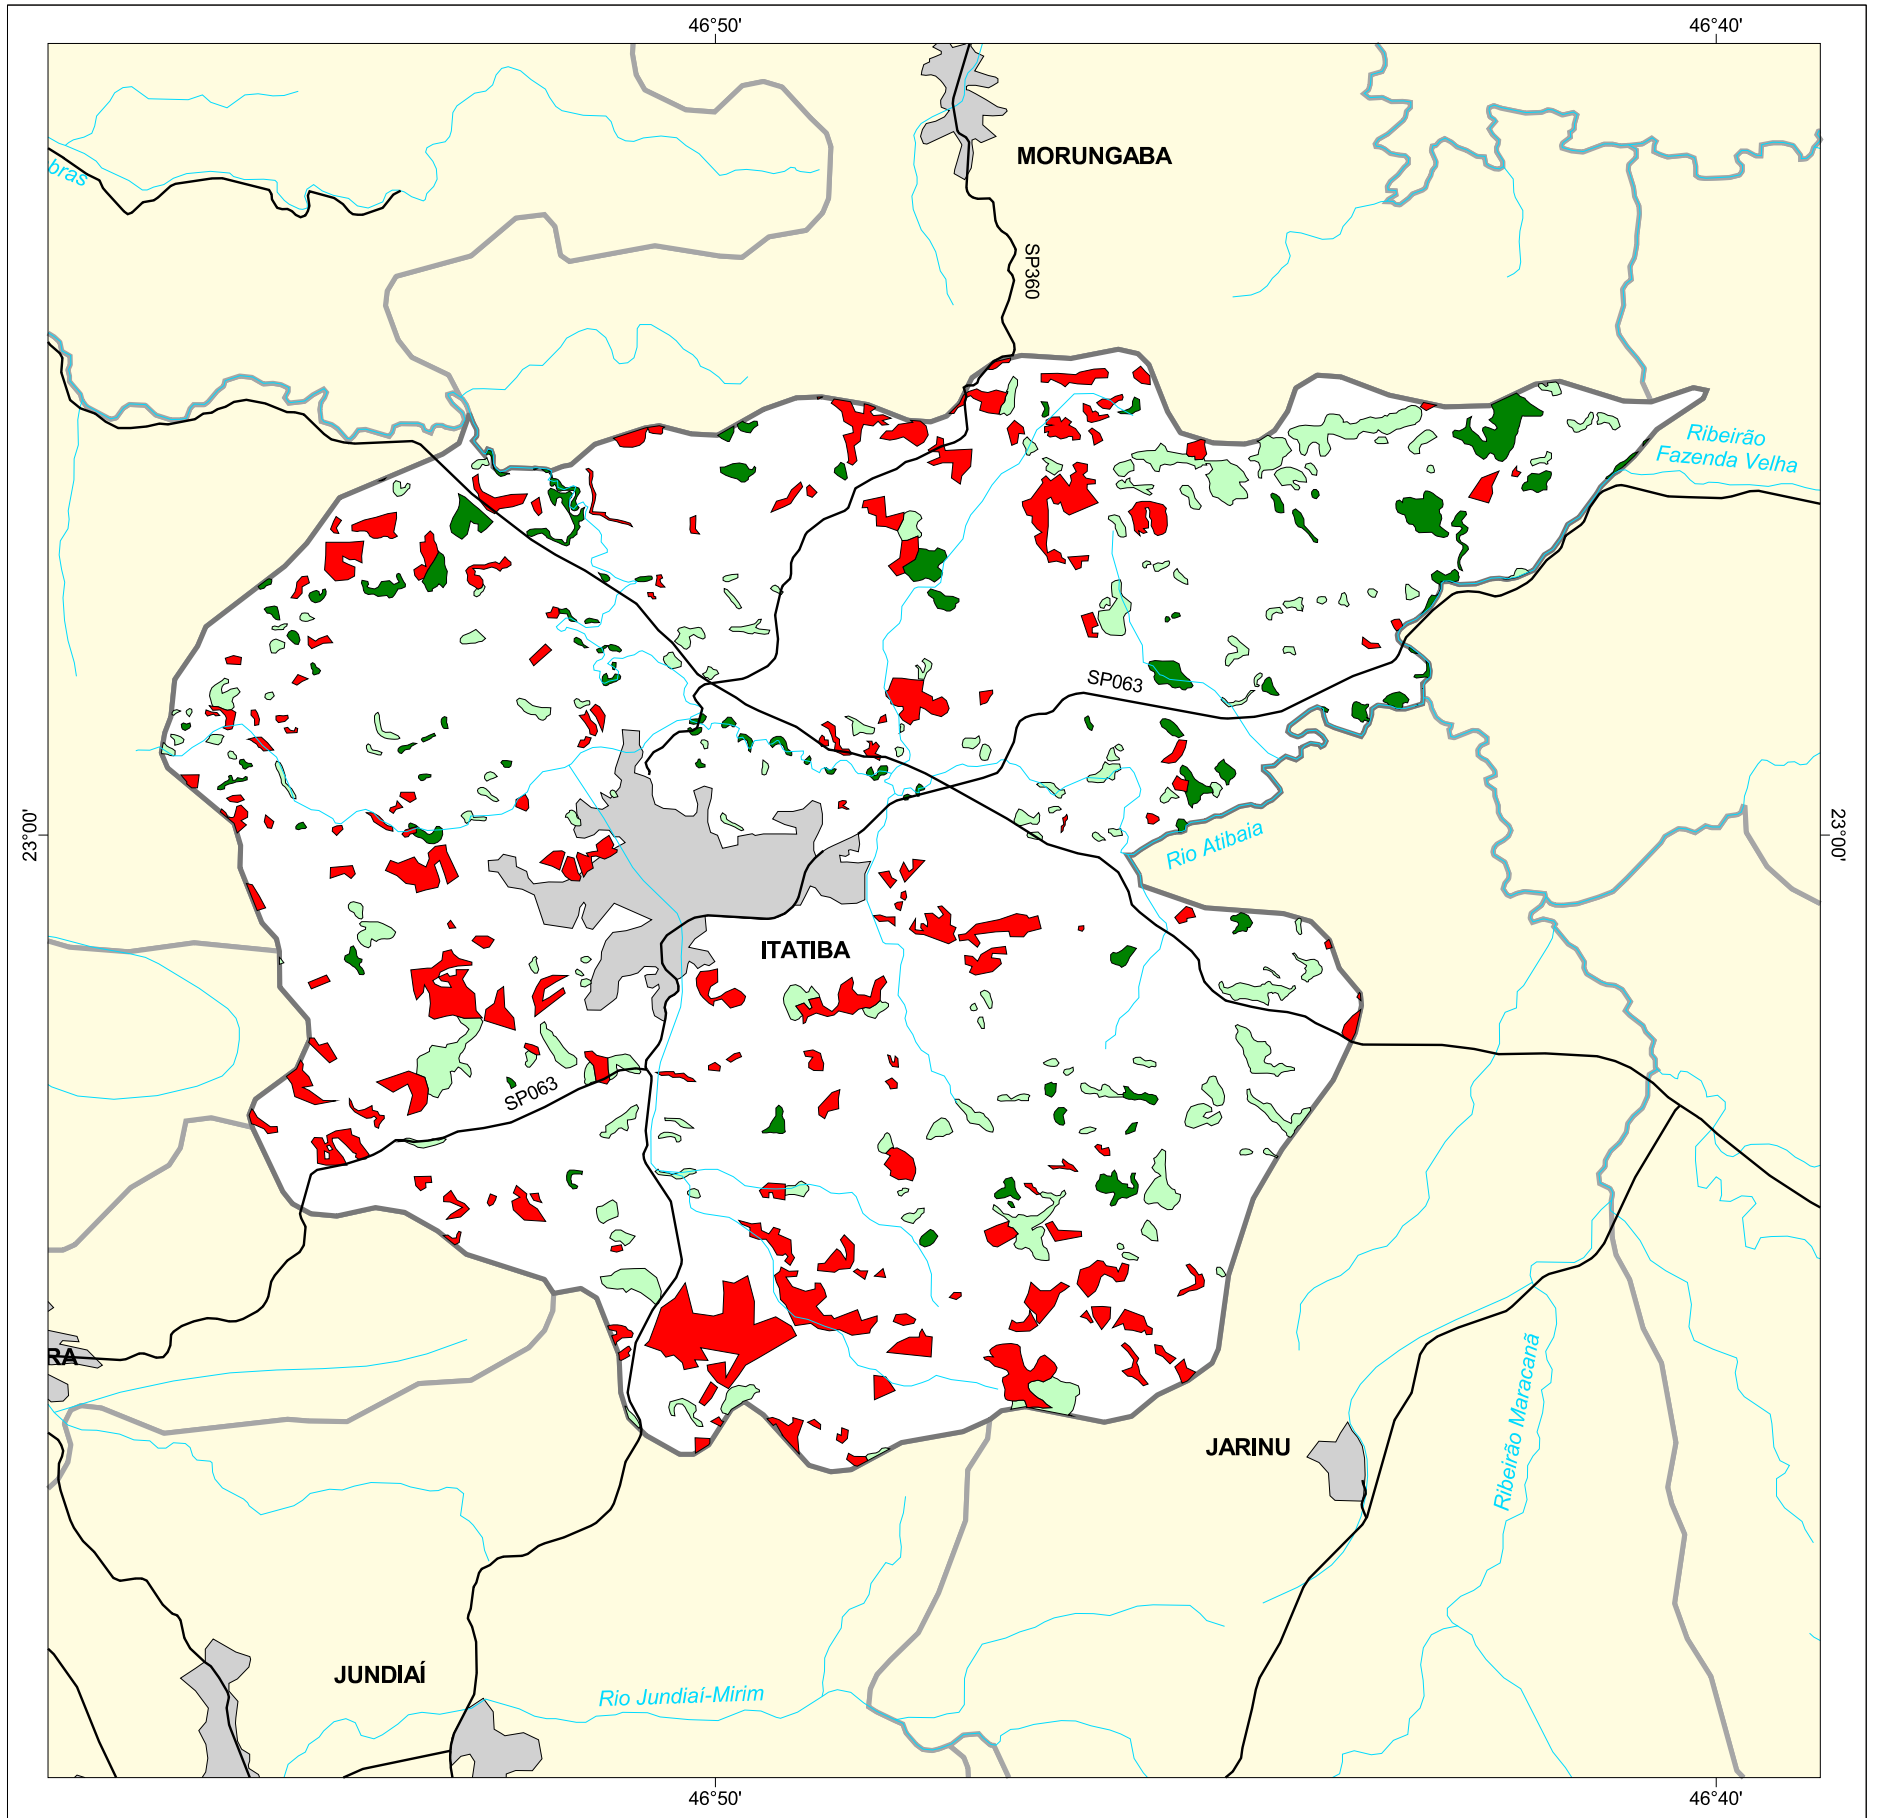 46°50'
46°40'
MORUNGABA
bras
SP360
Ribeirão
Fazenda Velha
SP063
23°00'
23°00'
Rio Atibaia
ITATIBA
SP063
RA
Ribeirão Maracanã
JARINU
JUNDIAÍ
Rio Jundiaí-Mirim
46°50'
46°40'